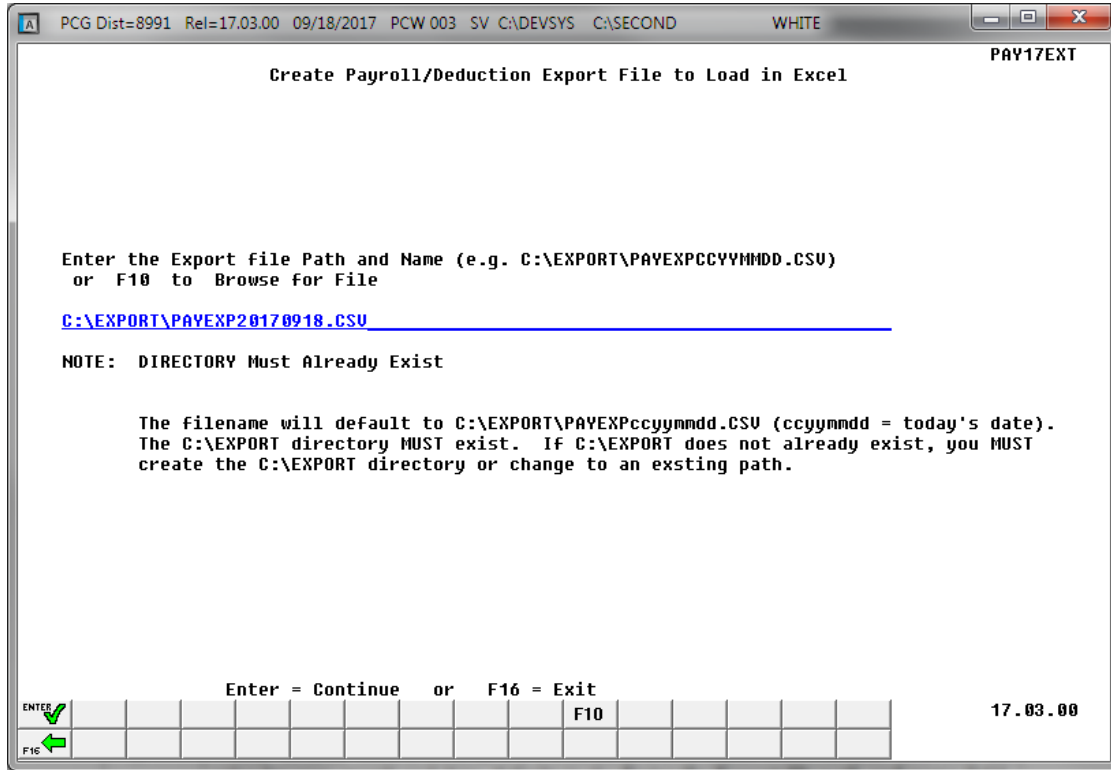 PCG Dist=8991 Rel=17.03.00 09/18/2017 PCW 003 SV C:\DEVSYS C:\SECOND WHITE
PAY17EXT
Create Payroll/Deduction Export File to Load in Excel
Enter the Export file Path and Name (e.g. C:\EXPORT\PAYEXPCCYYMMDD.CSV)
or F10 to Browse for File
C:\EXPORT\PAYEXP20170918.CSV
NOTE: DIRECTORY Must Already Exist
The filename will default to C:\EXPORT\PAYEXPccyymmdd.CSV (ccyymmdd = today's date).
The C:\EXPORT directory MUST exist. If C:\EXPORT does not already exist, you MUST
create the C:\EXPORT directory or change to an exsting path.
Enter = Continue or F16 = Exit
ENTER
F10
17.03.00
F16